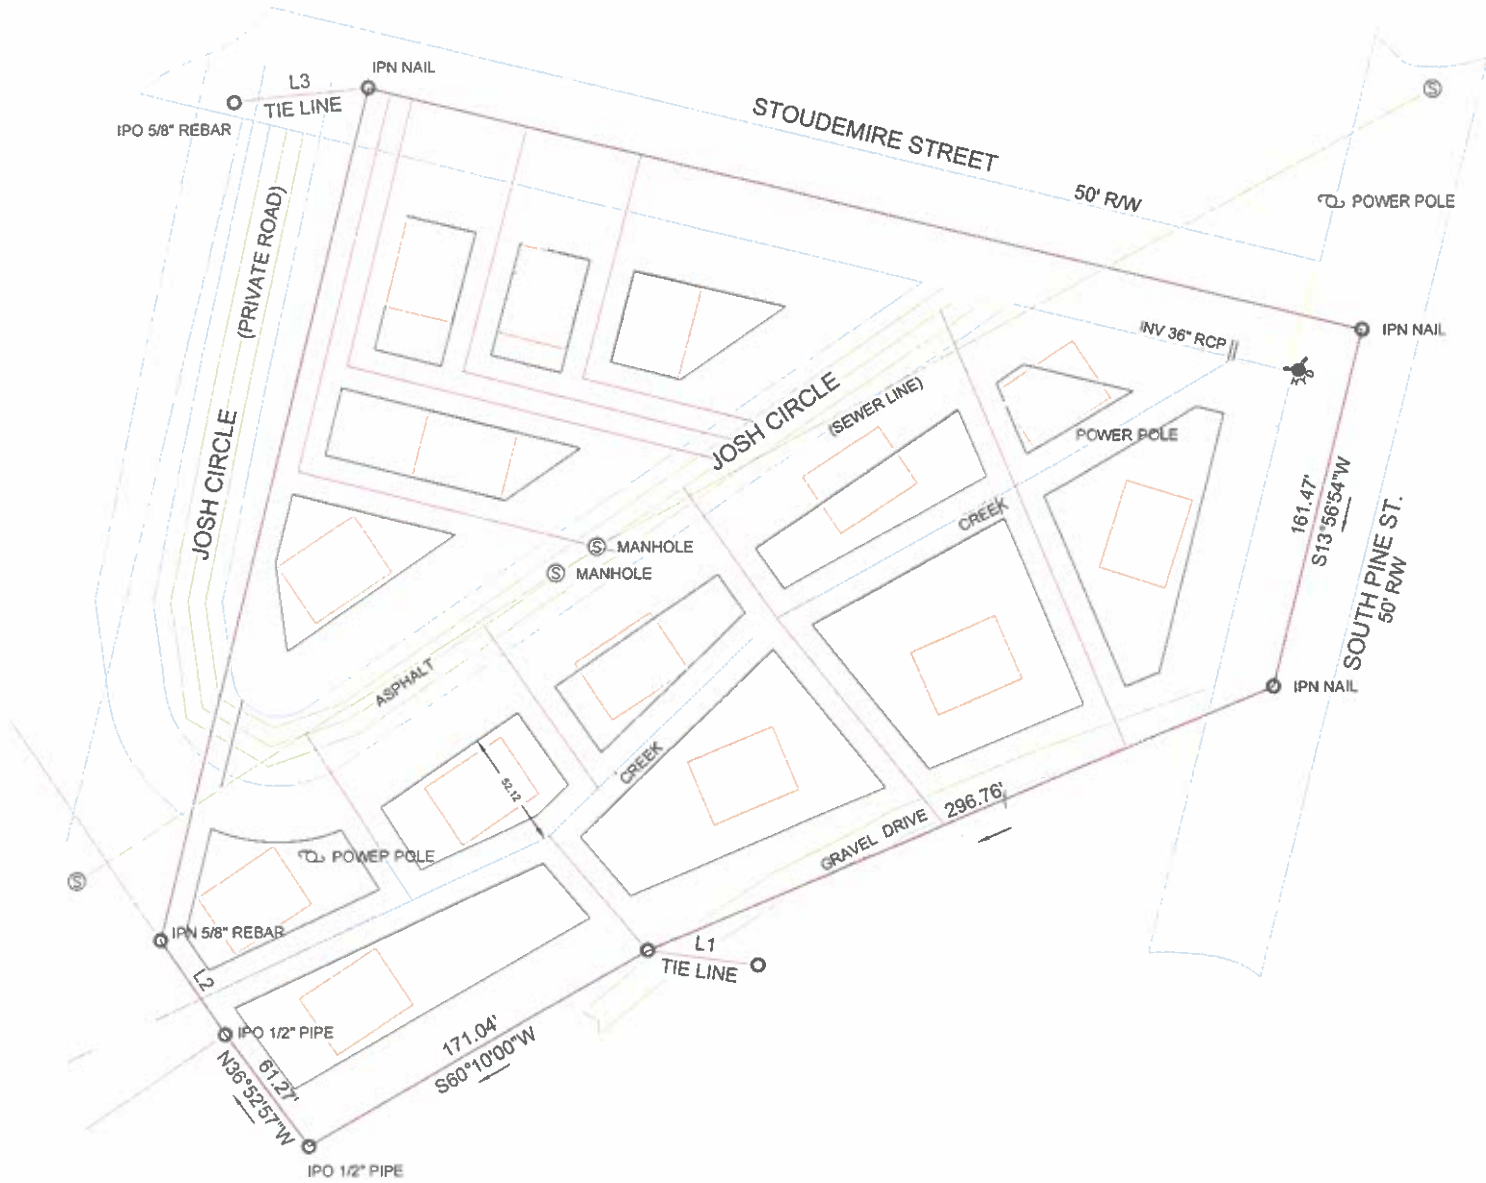 IPN NAIL
L3
TIE LINE
IPO 5/8" REBAR
STOUDEMIRE STREET
50' R/W
S
POWER POLE
(PRIVATE ROAD)
JOSH CIRCLE
INV 36" RCP
IPN NAIL
JOSH CIRCLE
(SEWER LINE)
POWER POLE
161.47'
S13°56'54"W
SOUTH PINE ST.
50' R/W
CREEK
S MANHOLE
S MANHOLE
ASPHALT
IPN NAIL
52.12
CREEK
296.76'
GRAVEL DRIVE
POWER POLE
S
IPN 5/8" REBAR
L2
L1
TIE LINE
IPO 1/2" PIPE
171.04'
S60°10'00"W
61.27'
N36°52'57"W
IPO 1/2" PIPE